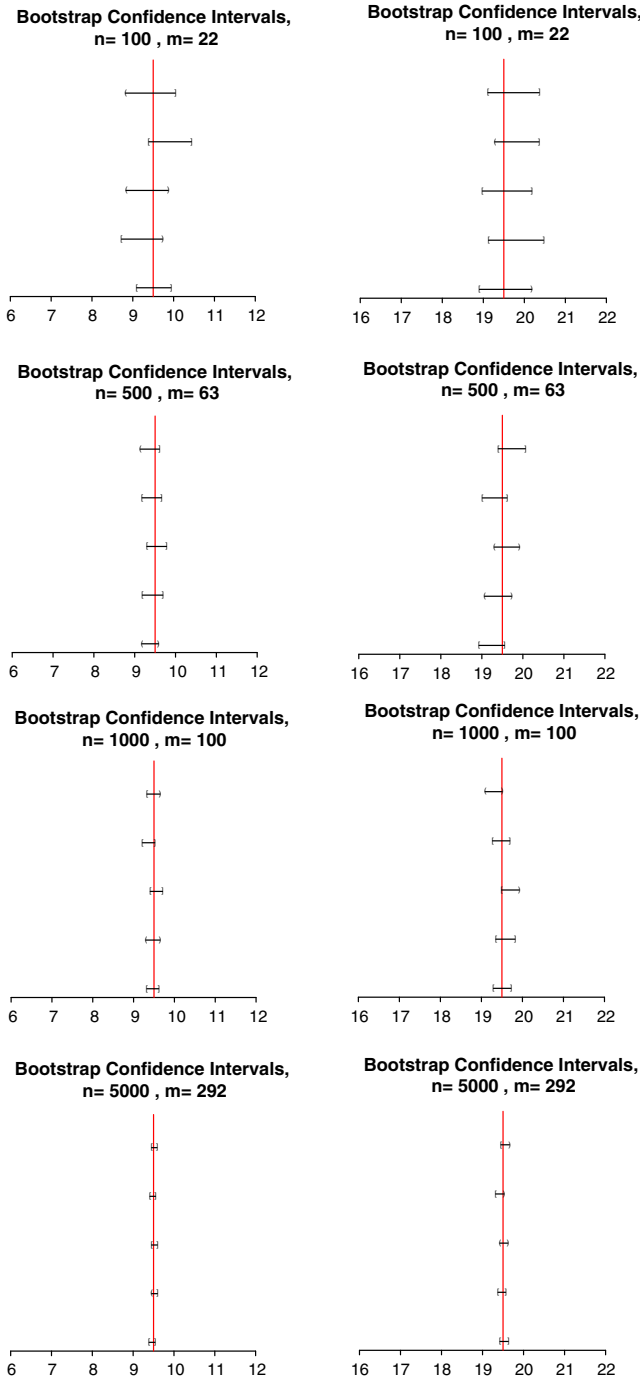 Bootstrap Confidence Intervals,
n= 100 , m= 22
6 7 8 9 10 11 12
Bootstrap Confidence Intervals,
n= 100 , m= 22
16 17 18 19 20 21 22
Bootstrap Confidence Intervals,
n= 500 , m= 63
6 7 8 9 10 11 12
Bootstrap Confidence Intervals,
n= 500 , m= 63
16 17 18 19 20 21 22
Bootstrap Confidence Intervals,
n= 1000 , m= 100
6 7 8 9 10 11 12
Bootstrap Confidence Intervals,
n= 1000 , m= 100
16 17 18 19 20 21 22
Bootstrap Confidence Intervals,
n= 5000 , m= 292
6 7 8 9 10 11 12
Bootstrap Confidence Intervals,
n= 5000 , m= 292
16 17 18 19 20 21 22